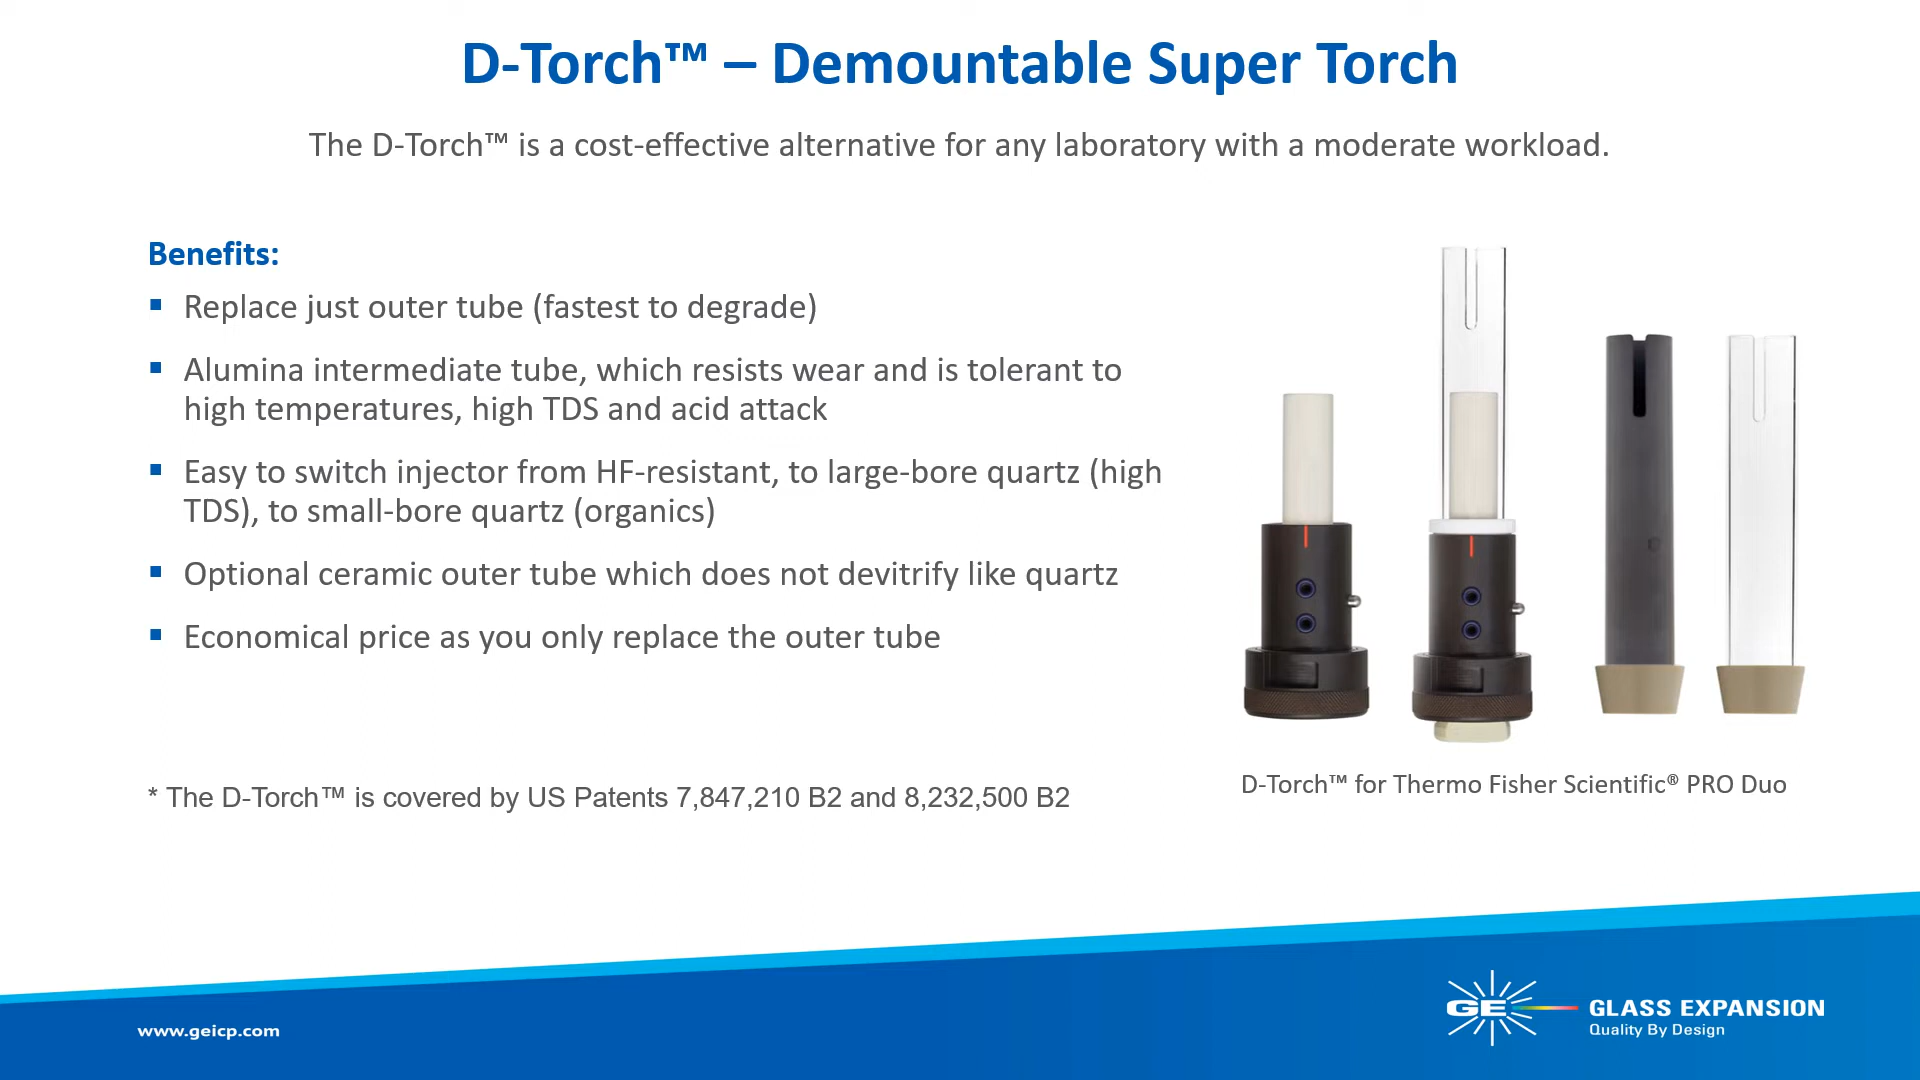 D-Torch™ – Demountable Super Torch
The D-Torch™ is a cost-effective alternative for any laboratory with a moderate workload.
Benefits:
▪ Replace just outer tube (fastest to degrade)
▪ Alumina intermediate tube, which resists wear and is tolerant to
high temperatures, high TDS and acid attack
▪ Easy to switch injector from HF-resistant, to large-bore quartz (high
TDS), to small-bore quartz (organics)
▪ Optional ceramic outer tube which does not devitrify like quartz
▪ Economical price as you only replace the outer tube
* The D-Torch™ is covered by US Patents 7,847,210 B2 and 8,232,500 B2
D-Torch™ for Thermo Fisher Scientific® PRO Duo
www.geicp.com
GE
GLASS EXPANSION
Quality By Design